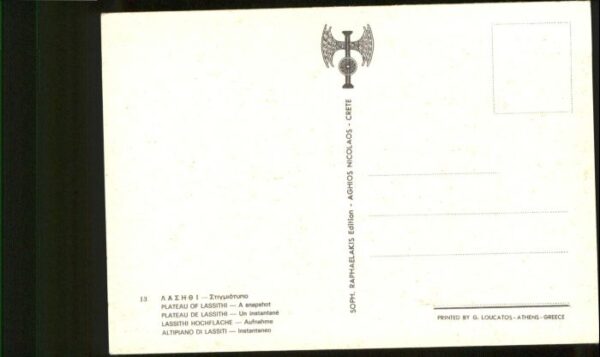 13 ΛΑΣΗΘΙ — Στιγμιότυπο
PLATEAU OF LASSITHI — A snapshot
PLATEAU DE LASSITHI — Un instantané
LASSITHI HOCHFLACHE — Aufnahme
ALTIPIANO DI LASSITI — Instantaneo
SOPH. RAPHAELAKIS Edition - AGHIOS NICOLAOS - CRETE
PRINTED BY G. LOUCATOS - ATHENS - GREECE